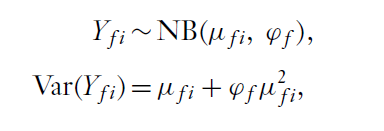 Y_{fi} ~ NB(μ_{fi}, φ_f),
Var(Y_{fi}) = μ_{fi} + φ_f μ_{fi}^2,